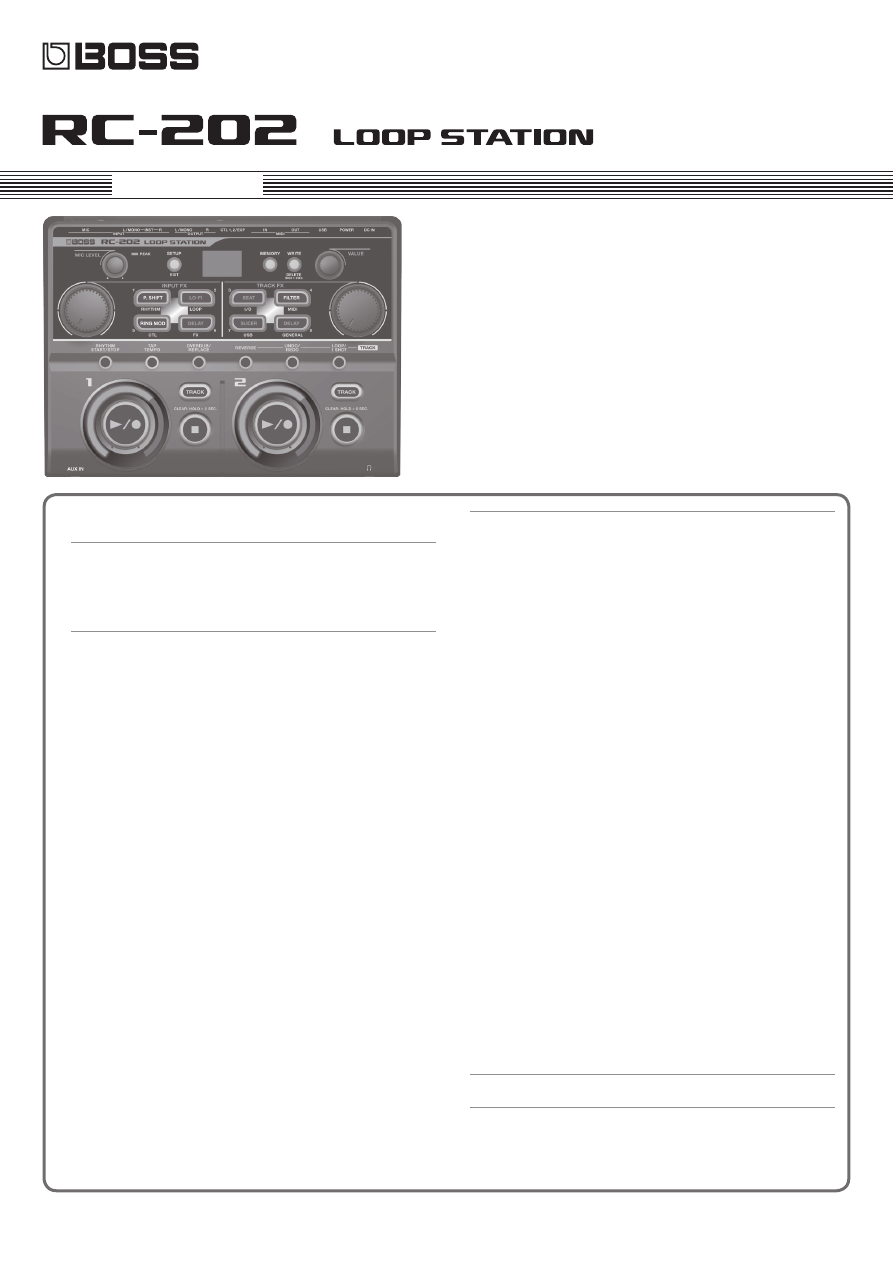 BOSS
RC-202 LOOP STATION
MIC L/MONO—INST—R L/MONO R CTL 1,2/EXP IN OUT USB POWER DC IN
INPUT OUTPUT MIDI
BOSS RC-202 LOOP STATION
MIC LEVEL MIC PEAK SETUP MEMORY WRITE VALUE
EXIT DELETE
INPUT FX TRACK FX
P. SHIFT LO-FI BEAT FILTER
RHYTHM LOOP I/O MIDI
RING MOD DELAY SLICER DELAY
CTL FX USB GENERAL
RHYTHM START/STOP TAP TEMPO OVERDUB/ REPLACE REVERSE UNDO/ REDO LOOP/ 1 SHOT TRACK
1 TRACK 2 TRACK
CLEAR: HOLD > 2 SEC. CLEAR: HOLD > 2 SEC.
AUX IN